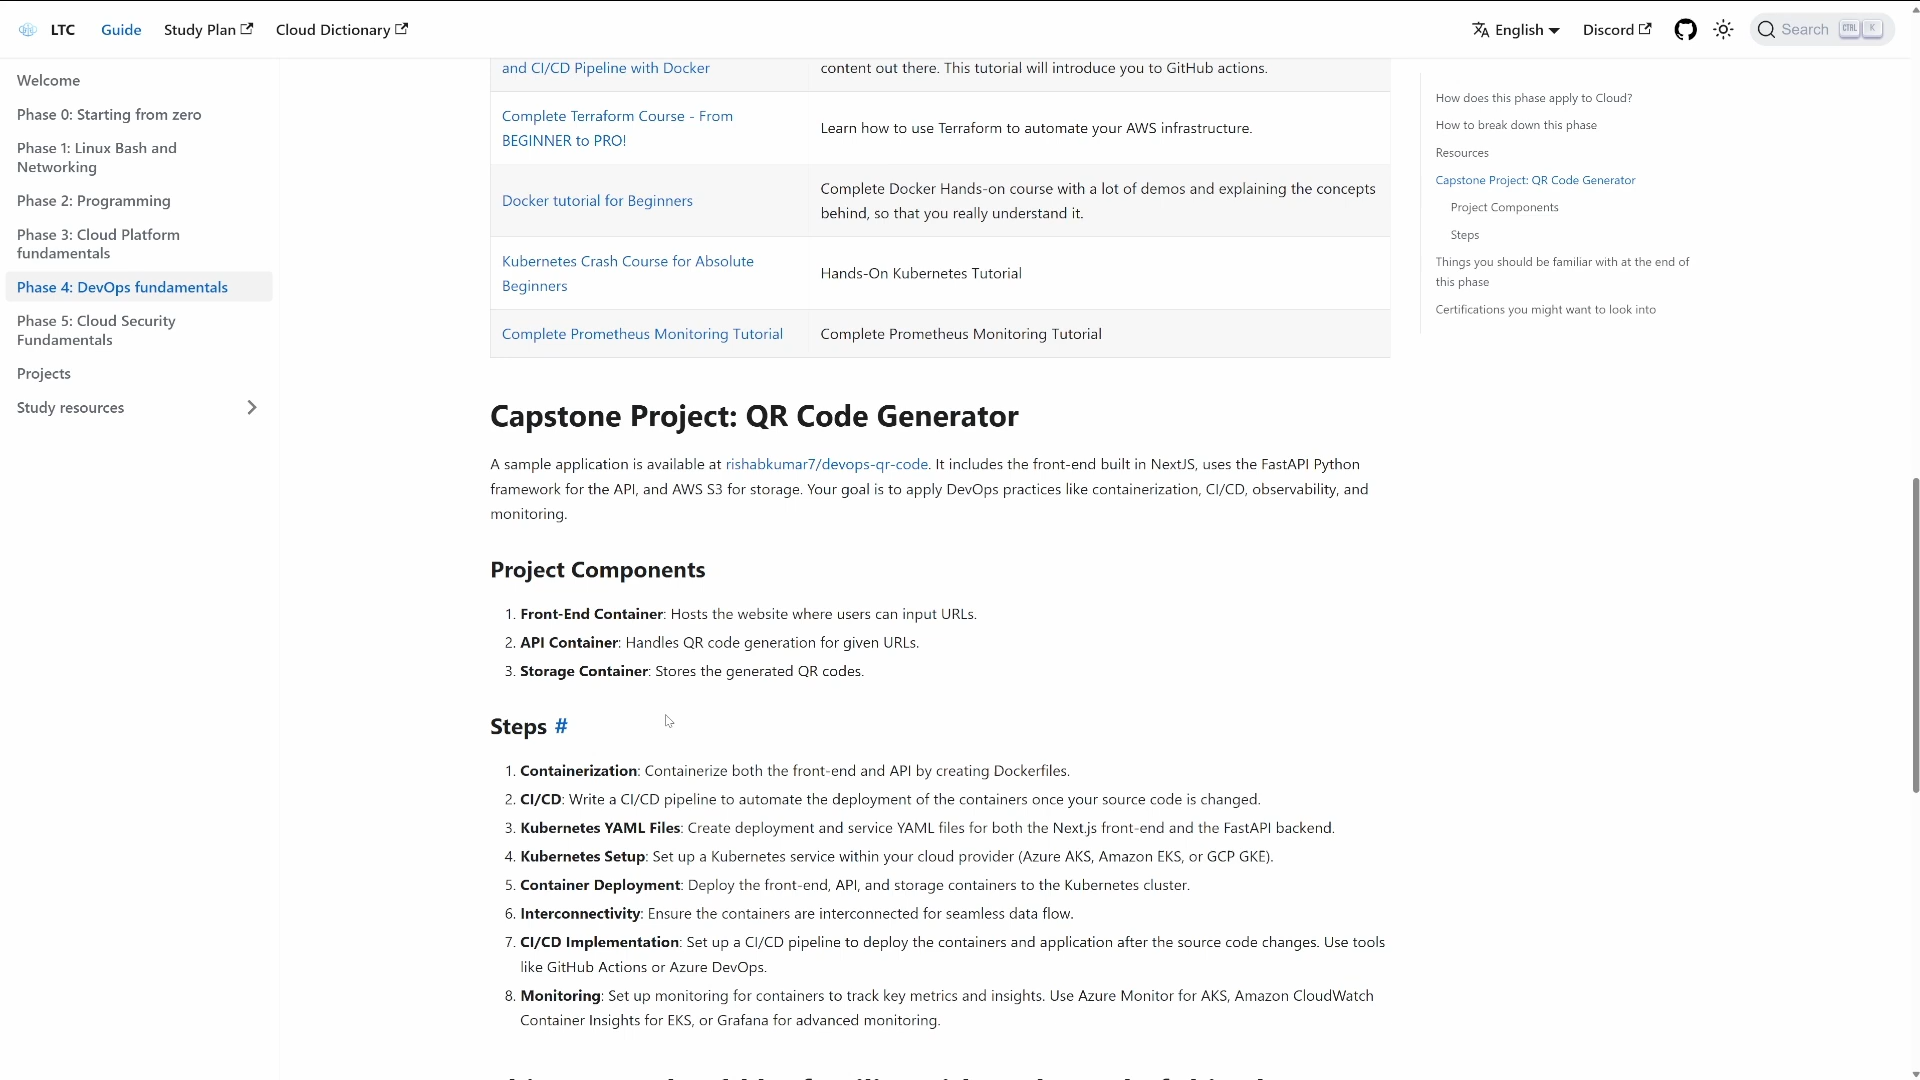 LTC
Guide
Study Plan
Cloud Dictionary
English
Discord
Search
CTRL
K
Welcome
Phase 0: Starting from zero
Phase 1: Linux Bash and
Networking
Phase 2: Programming
Phase 3: Cloud Platform
fundamentals
Phase 4: DevOps fundamentals
Phase 5: Cloud Security
Fundamentals
Projects
Study resources
and CI/CD Pipeline with Docker
content out there. This tutorial will introduce you to GitHub actions.
Complete Terraform Course - From
BEGINNER to PRO!
Learn how to use Terraform to automate your AWS infrastructure.
Docker tutorial for Beginners
Complete Docker Hands-on course with a lot of demos and explaining the concepts
behind, so that you really understand it.
Kubernetes Crash Course for Absolute
Beginners
Hands-On Kubernetes Tutorial
Complete Prometheus Monitoring Tutorial
Complete Prometheus Monitoring Tutorial
Capstone Project: QR Code Generator
A sample application is available at rishabkumar7/devops-qr-code. It includes the front-end built in NextJS, uses the FastAPI Python
framework for the API, and AWS S3 for storage. Your goal is to apply DevOps practices like containerization, CI/CD, observability, and
monitoring.
Project Components
1. Front-End Container: Hosts the website where users can input URLs.
2. API Container: Handles QR code generation for given URLs.
3. Storage Container: Stores the generated QR codes.
Steps #
1. Containerization: Containerize both the front-end and API by creating Dockerfiles.
2. CI/CD: Write a CI/CD pipeline to automate the deployment of the containers once your source code is changed.
3. Kubernetes YAML Files: Create deployment and service YAML files for both the Next.js front-end and the FastAPI backend.
4. Kubernetes Setup: Set up a Kubernetes service within your cloud provider (Azure AKS, Amazon EKS, or GCP GKE).
5. Container Deployment: Deploy the front-end, API, and storage containers to the Kubernetes cluster.
6. Interconnectivity: Ensure the containers are interconnected for seamless data flow.
7. CI/CD Implementation: Set up a CI/CD pipeline to deploy the containers and application after the source code changes. Use tools
like GitHub Actions or Azure DevOps.
8. Monitoring: Set up monitoring for containers to track key metrics and insights. Use Azure Monitor for AKS, Amazon CloudWatch
Container Insights for EKS, or Grafana for advanced monitoring.
How does this phase apply to Cloud?
How to break down this phase
Resources
Capstone Project: QR Code Generator
Project Components
Steps
Things you should be familiar with at the end of
this phase
Certifications you might want to look into